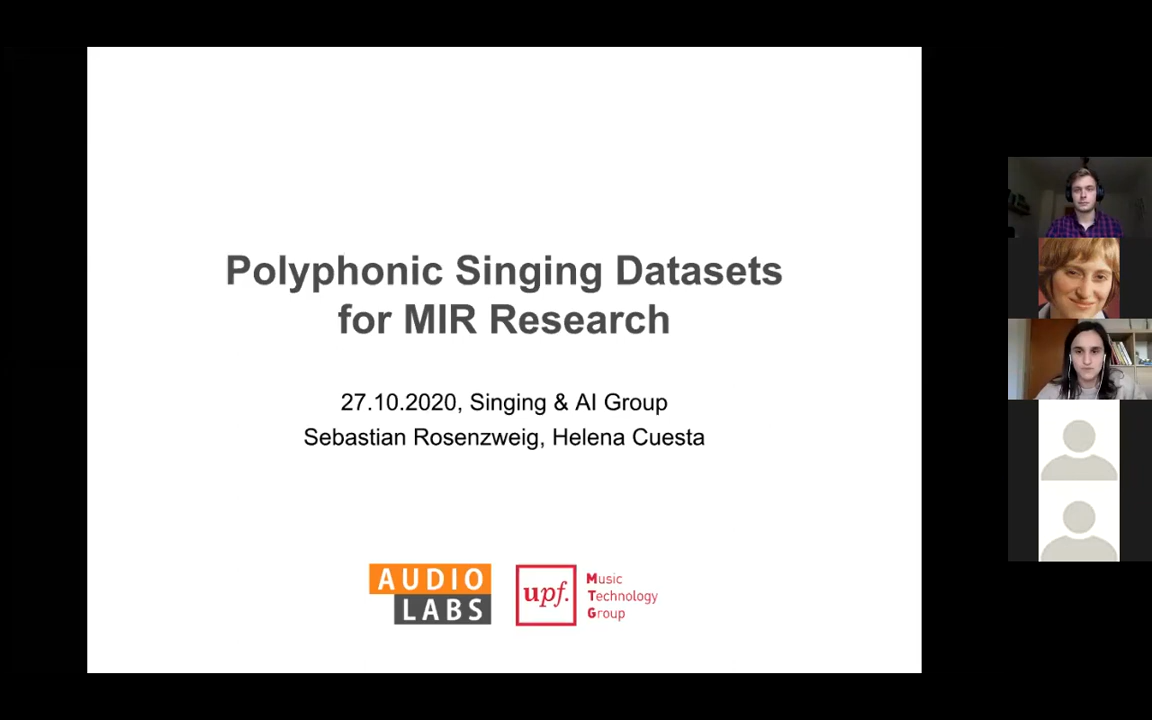 Polyphonic Singing Datasets
for MIR Research
27.10.2020, Singing & AI Group
Sebastian Rosenzweig, Helena Cuesta
AUDIO
LABS
upf.
Music
Technology
Group